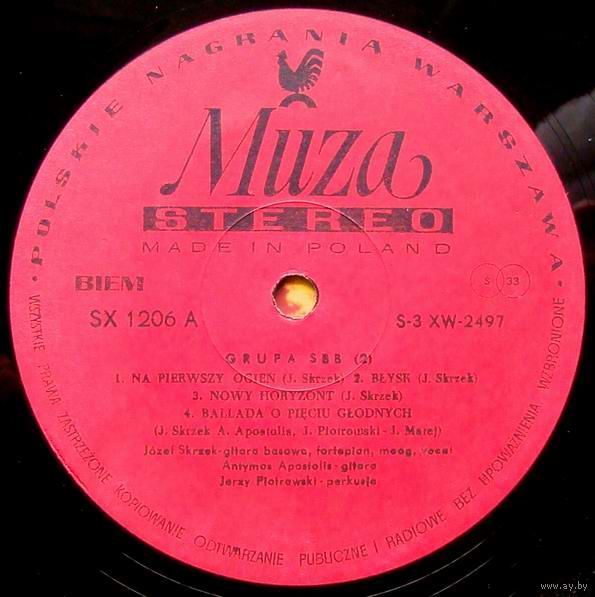 POLSKIE NAGRANIA WARSZAWA
Muza
STEREO
MADE IN POLAND
BIEM
S 33
SX 1206 A
S-3 XW-2497
GRUPA SBB (2)
1. NA PIERWSZY OGIEŃ (J. Skrzek) 2. BŁYSK (J. Skrzek)
3. NOWY HORYZONT (J. Skrzek)
4. BALLADA O PIĘCIU GŁODNYCH
(J. Skrzek A. Apostolis, J. Piotrowski - J. Matej)
Józef Skrzek-gitara basowa, fortepian, moog, vocal
Antymos Apostolis-gitara
Jerzy Piotrowski-perkusja
WSZYSTKIE PRAWA ZASTRZEŻONE KOPIOWANIE ODTWARZANIE PUBLICZNE I RADIOWE BEZ UPOWAŻNIENIA WZBRONIONE
www.ay.by